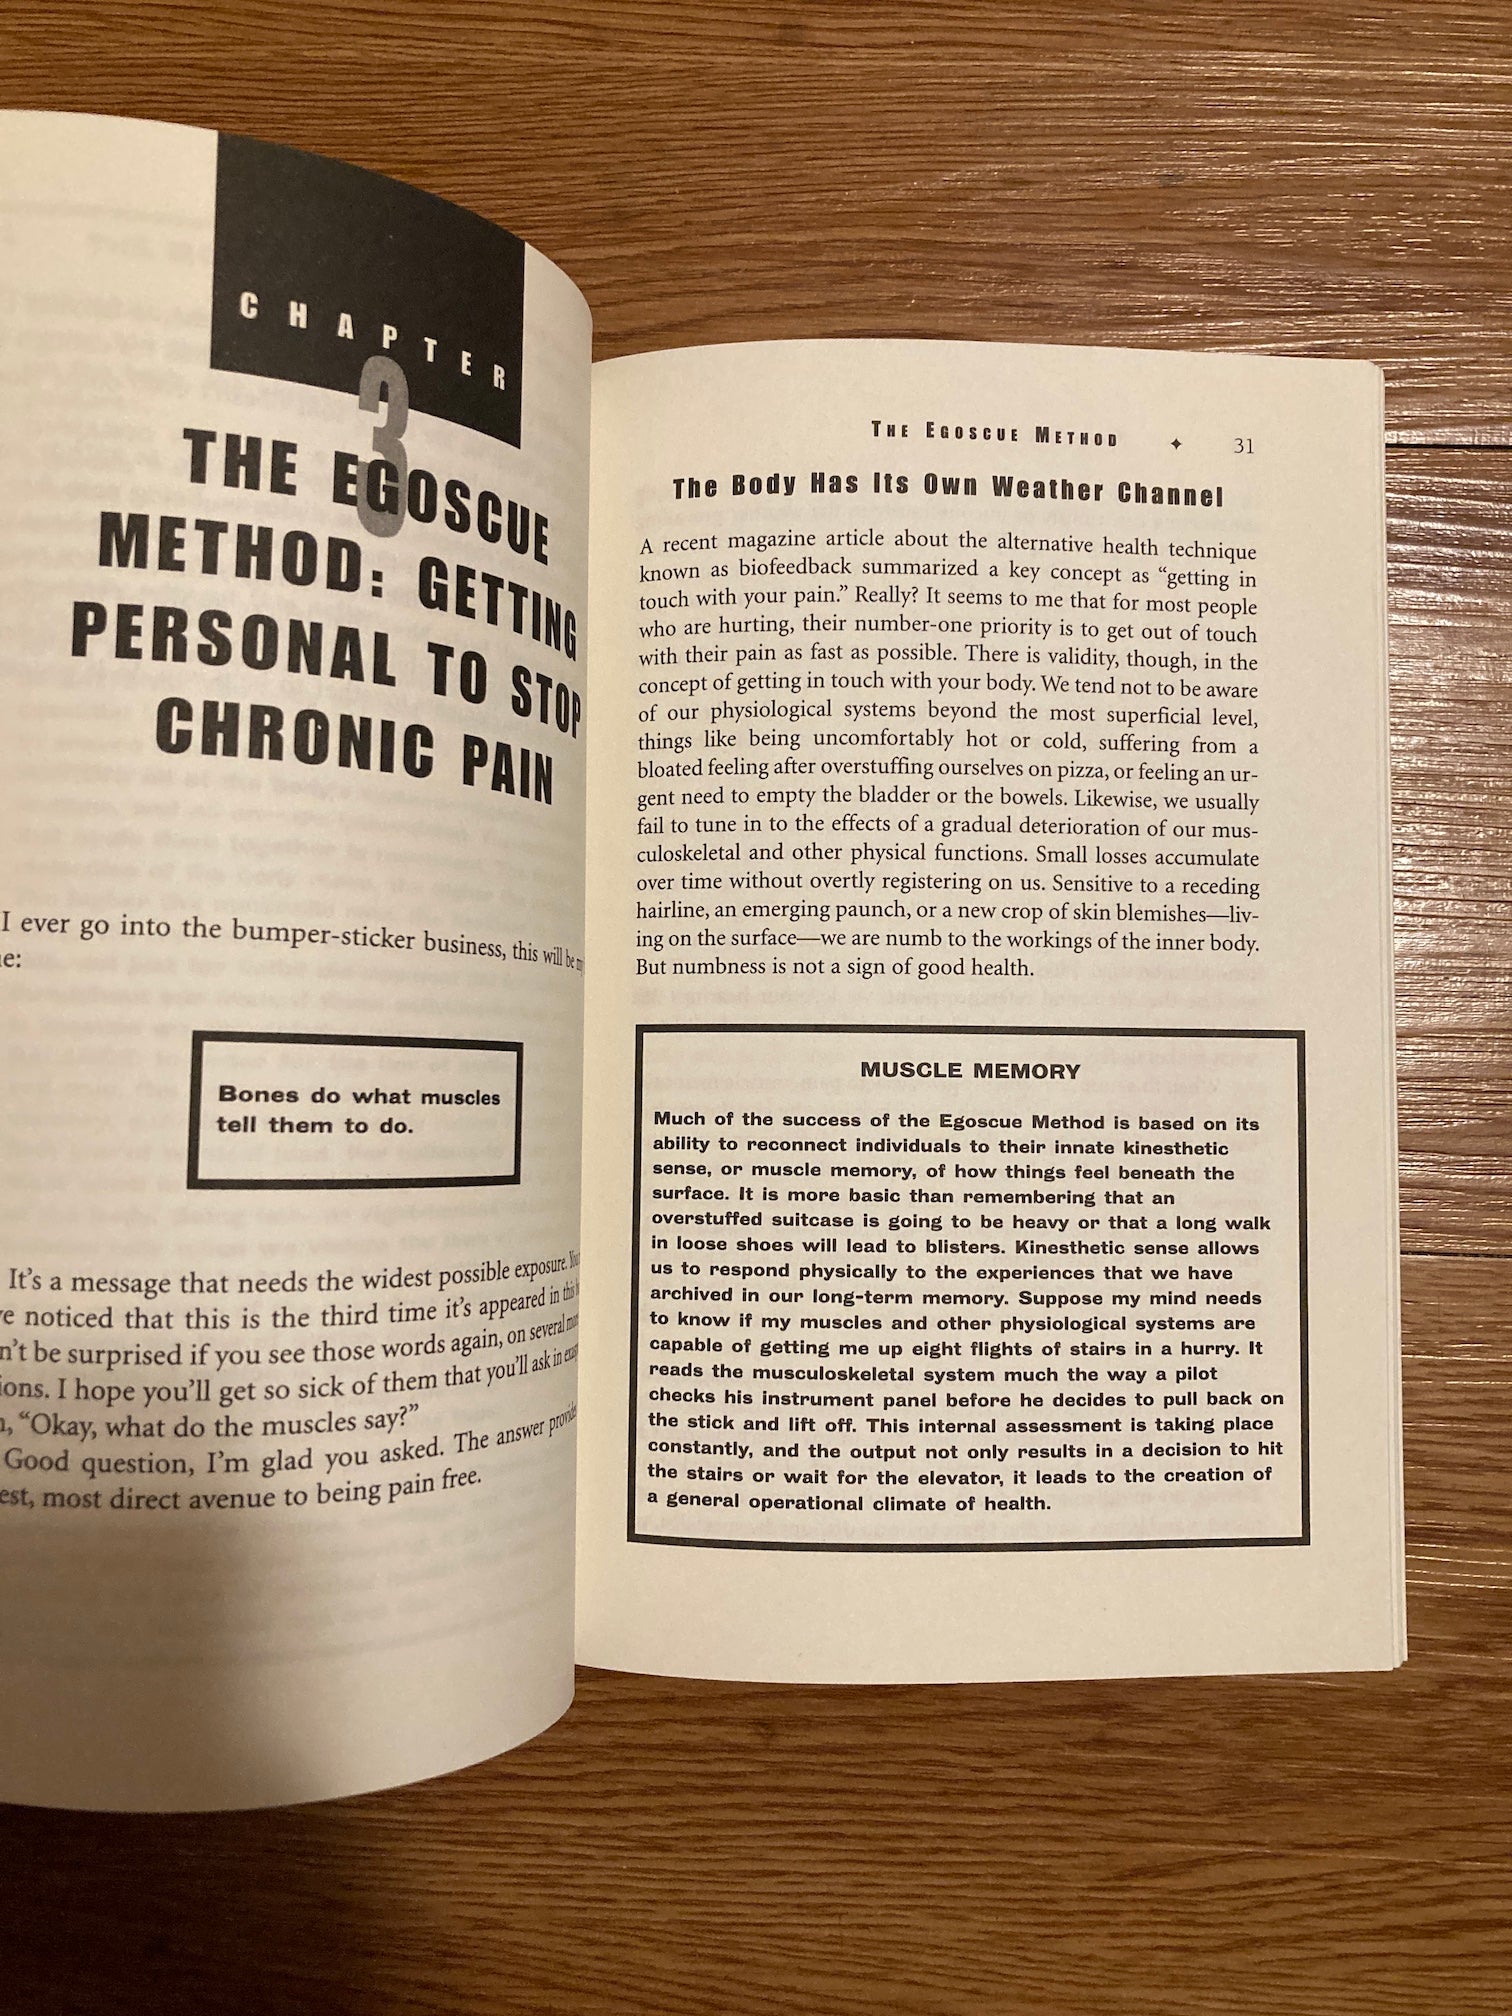 CHAPTER
3
THE EGOSCUE
METHOD: GETTING
PERSONAL TO STOP
CHRONIC PAIN
I ever go into the bumper-sticker business, this will be
e:
Bones do what muscles
tell them to do.
It's a message that needs the widest possible exposure.
e noticed that this is the third time it's appeared in this
n't be surprised if you see those words again, on several
ions. I hope you'll get so sick of them that you'll ask in
“Okay, what do the muscles say?”
Good question, I'm glad you asked. The answer
est, most direct avenue to being pain free.
THE EGOSCUE METHOD ✦ 31
The Body Has Its Own Weather Channel
A recent magazine article about the alternative health technique
known as biofeedback summarized a key concept as “getting in
touch with your pain.” Really? It seems to me that for most people
who are hurting, their number-one priority is to get out of touch
with their pain as fast as possible. There is validity, though, in the
concept of getting in touch with your body. We tend not to be aware
of our physiological systems beyond the most superficial level,
things like being uncomfortably hot or cold, suffering from a
bloated feeling after overstuffing ourselves on pizza, or feeling an ur-
gent need to empty the bladder or the bowels. Likewise, we usually
fail to tune in to the effects of a gradual deterioration of our mus-
culoskeletal and other physical functions. Small losses accumulate
over time without overtly registering on us. Sensitive to a receding
hairline, an emerging paunch, or a new crop of skin blemishes—liv-
ing on the surface—we are numb to the workings of the inner body.
But numbness is not a sign of good health.
MUSCLE MEMORY
Much of the success of the Egoscue Method is based on its
ability to reconnect individuals to their innate kinesthetic
sense, or muscle memory, of how things feel beneath the
surface. It is more basic than remembering that an
overstuffed suitcase is going to be heavy or that a long walk
in loose shoes will lead to blisters. Kinesthetic sense allows
us to respond physically to the experiences that we have
archived in our long-term memory. Suppose my mind needs
to know if my muscles and other physiological systems are
capable of getting me up eight flights of stairs in a hurry. It
reads the musculoskeletal system much the way a pilot
checks his instrument panel before he decides to pull back on
the stick and lift off. This internal assessment is taking place
constantly, and the output not only results in a decision to hit
the stairs or wait for the elevator, it leads to the creation of
a general operational climate of health.